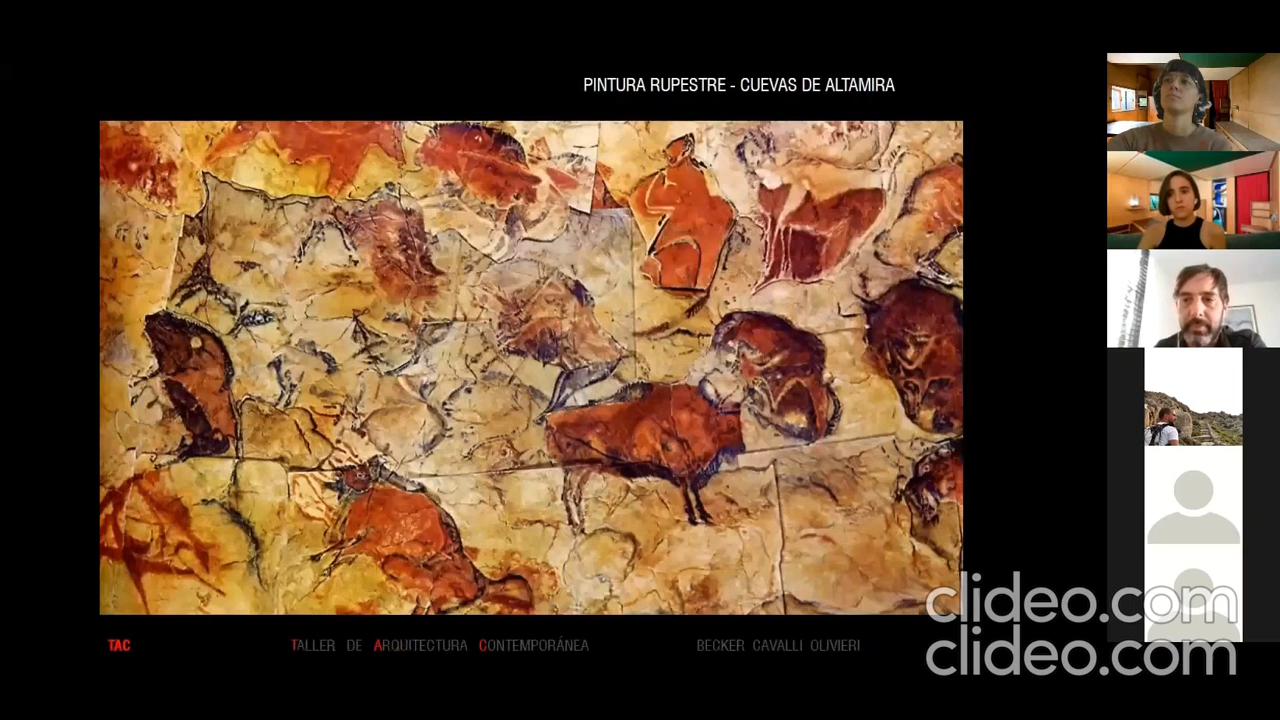 PINTURA RUPESTRE - CUEVAS DE ALTAMIRA
TAC TALLER DE ARQUITECTURA CONTEMPORÁNEA BECKER CAVALLI OLIVIERI
clideo.com
clideo.com